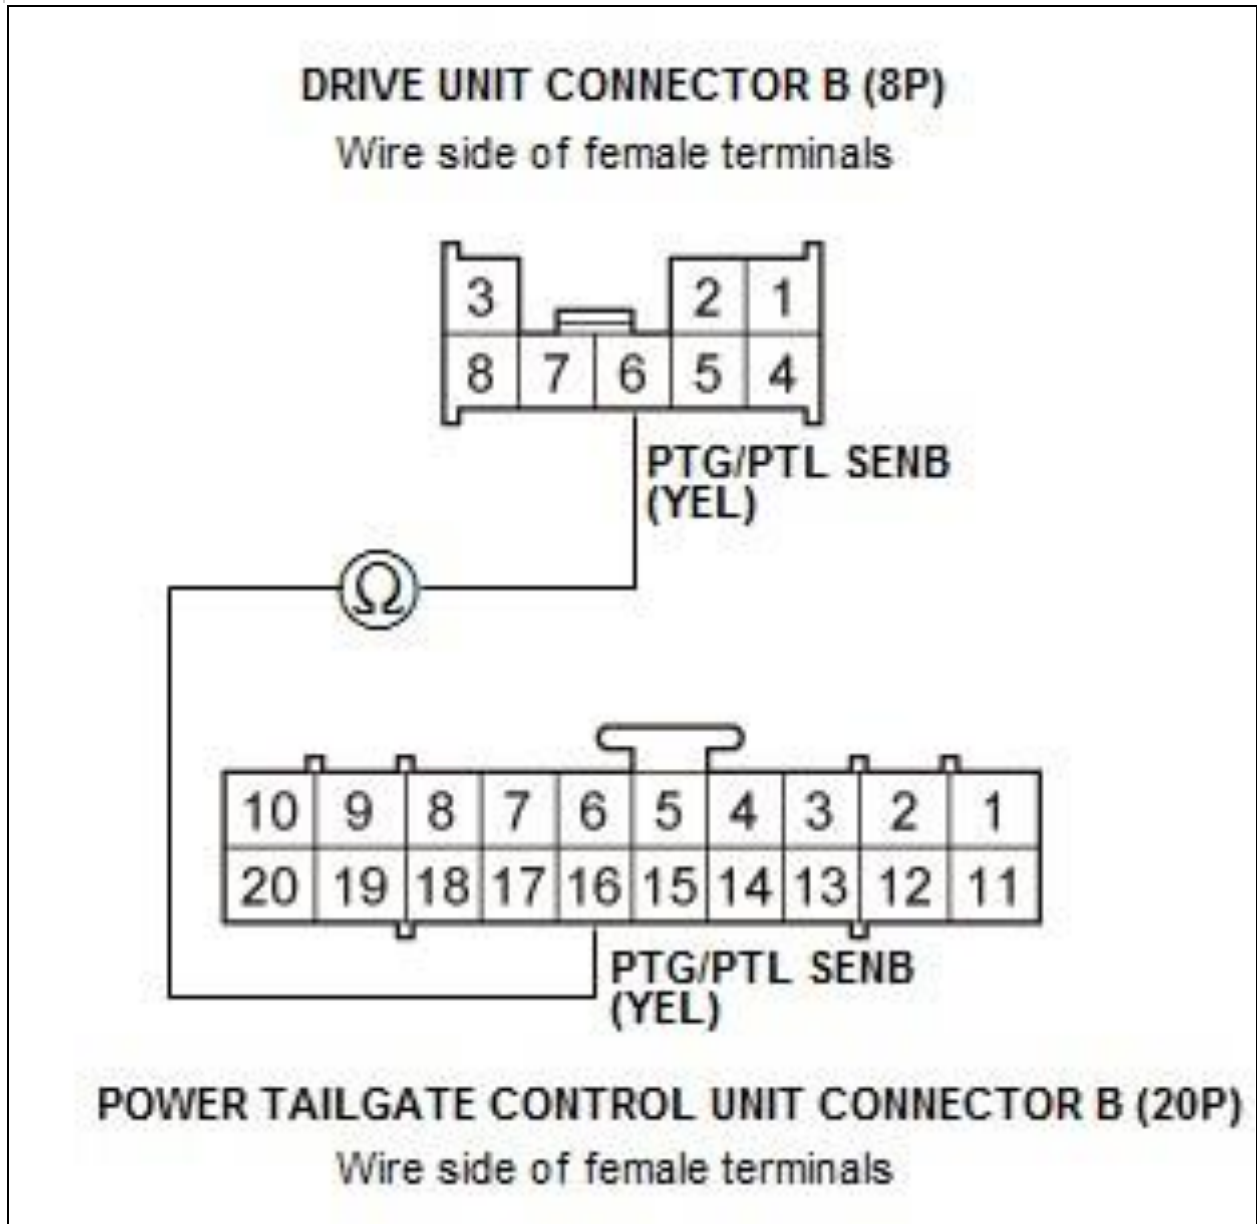 DRIVE UNIT CONNECTOR B (8P)
Wire side of female terminals
3 2 1
8 7 6 5 4
PTG/PTL SENB
(YEL)
Ω
10 9 8 7 6 5 4 3 2 1
20 19 18 17 16 15 14 13 12 11
PTG/PTL SENB
(YEL)
POWER TAILGATE CONTROL UNIT CONNECTOR B (20P)
Wire side of female terminals